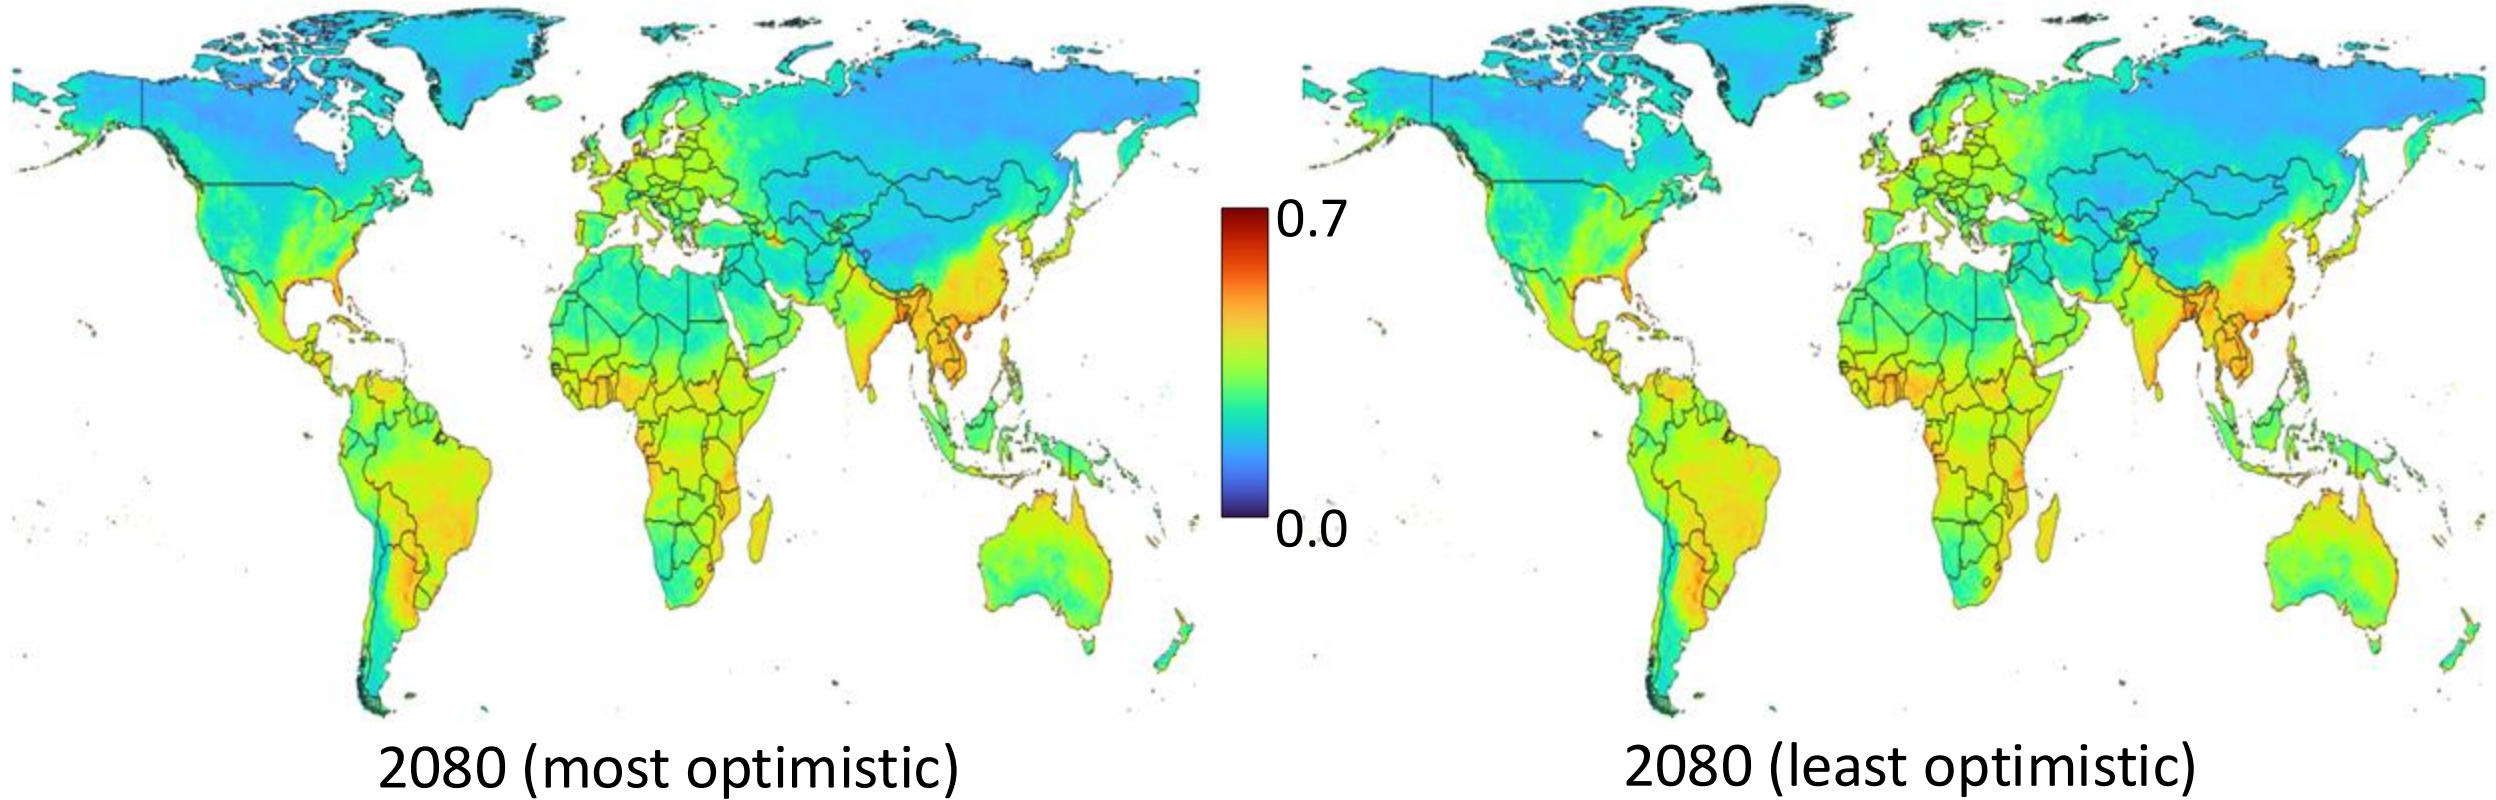 0.7
0.0
2080 (most optimistic)
2080 (least optimistic)